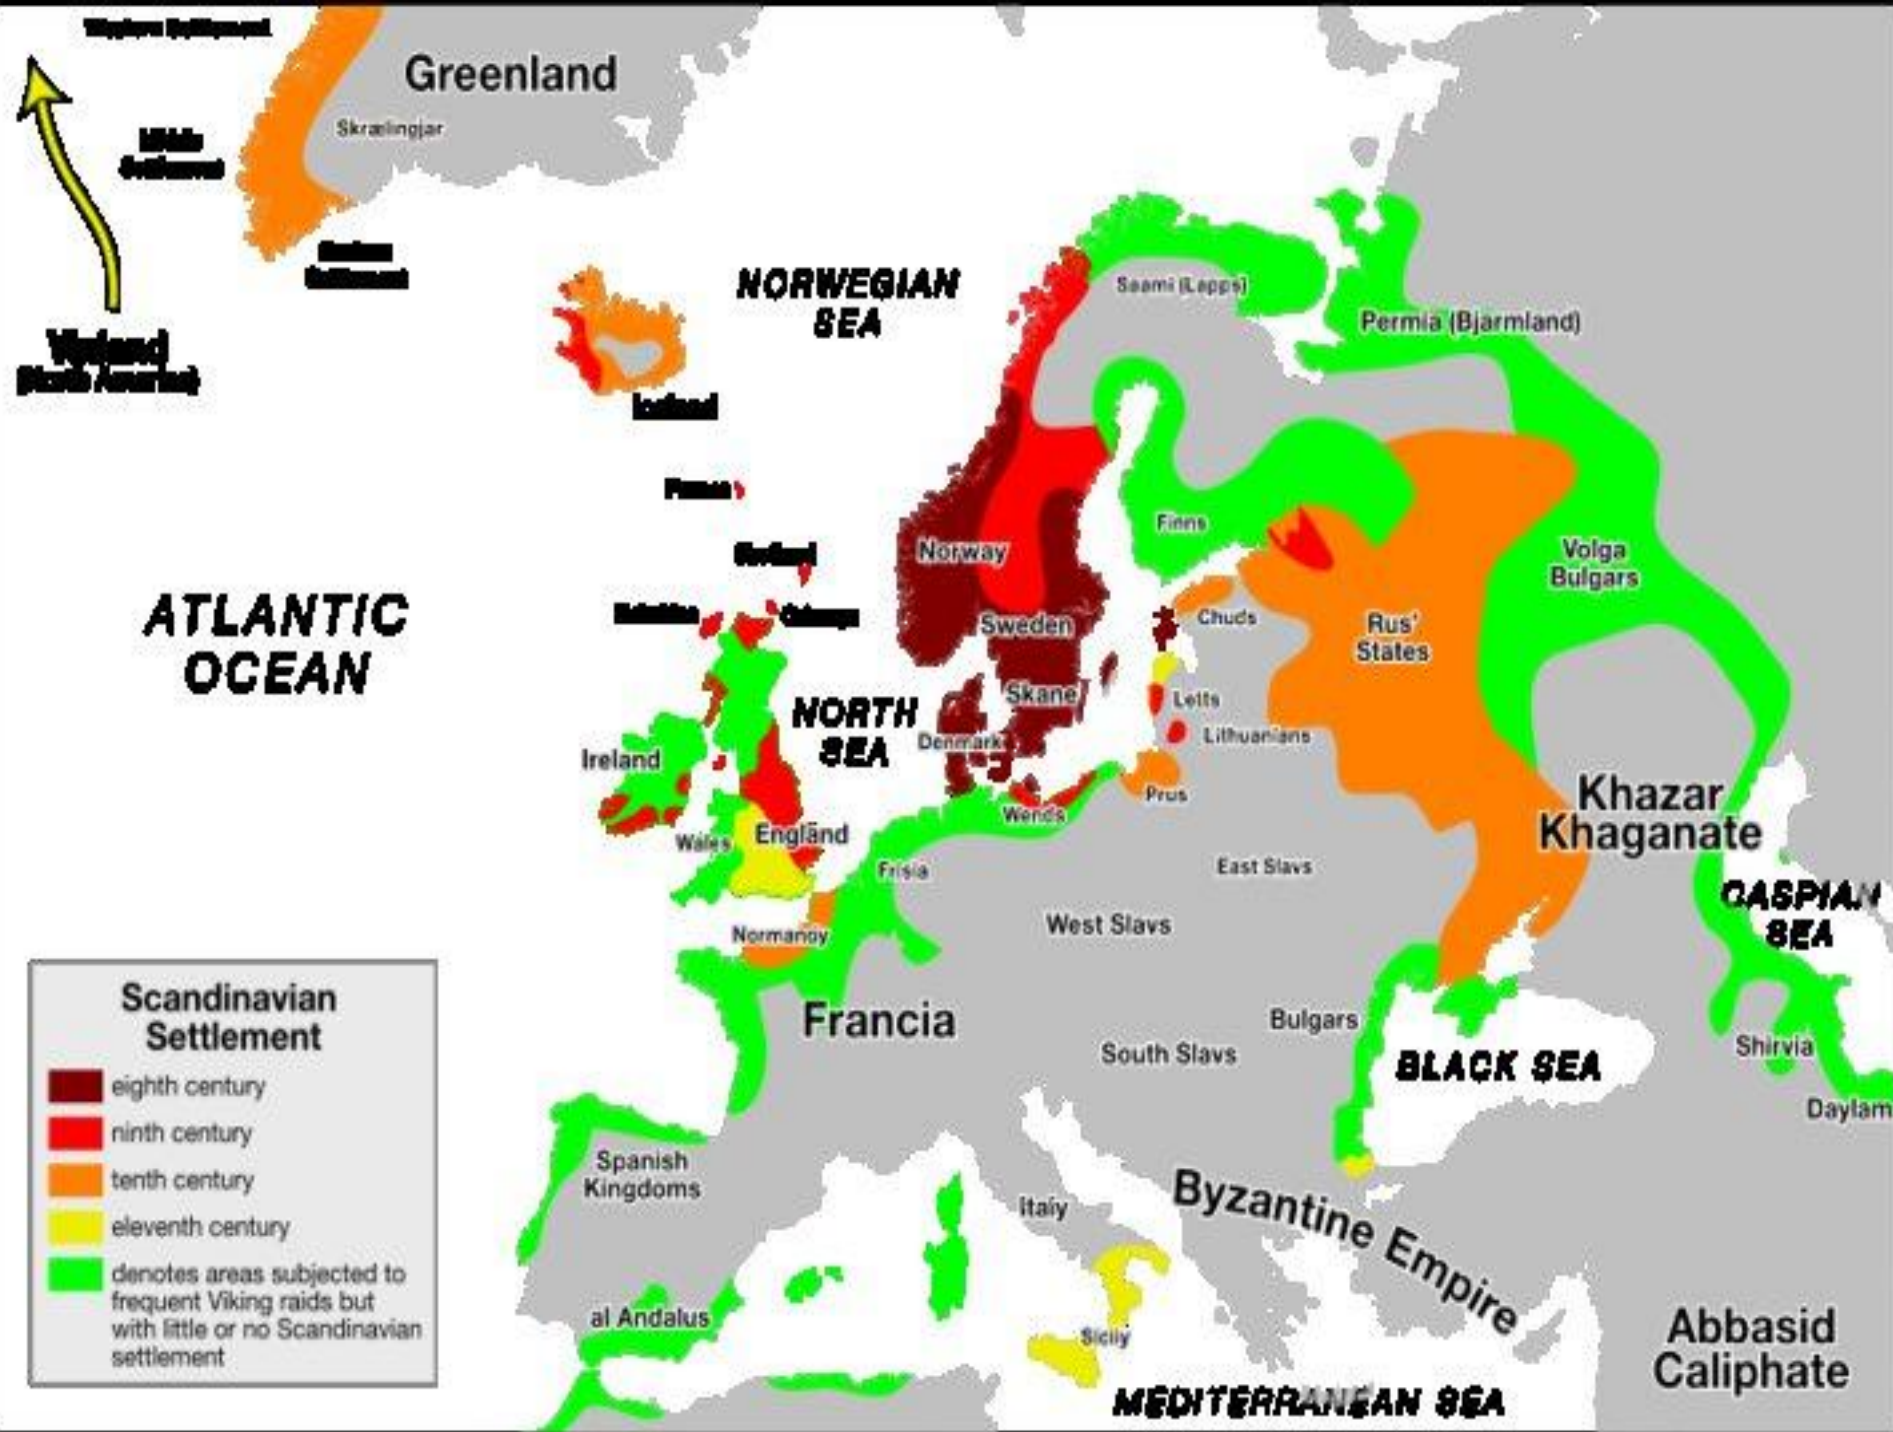 Greenland
Skrælingjar
NORWEGIAN
SEA
Saami (Lapps)
Permia (Bjarmland)
Iceland
Finns
Norway
Volga
Bulgars
ATLANTIC
OCEAN
Chuds
Sweden
Rus'
States
Skane
Letts
NORTH
SEA
Denmark
Lithuanians
Ireland
Prus
Wends
Khazar
Khaganate
England
Wales
Frisia
East Slavs
CASPIAN
SEA
West Slavs
Normandy
Francia
Bulgars
South Slavs
BLACK SEA
Shirvia
Daylam
Spanish
Kingdoms
Italy
Byzantine Empire
al Andalus
Sicily
Abbasid
Caliphate
MEDITERRANEAN SEA
Scandinavian
Settlement
eighth century
ninth century
tenth century
eleventh century
denotes areas subjected to
frequent Viking raids but
with little or no Scandinavian
settlement